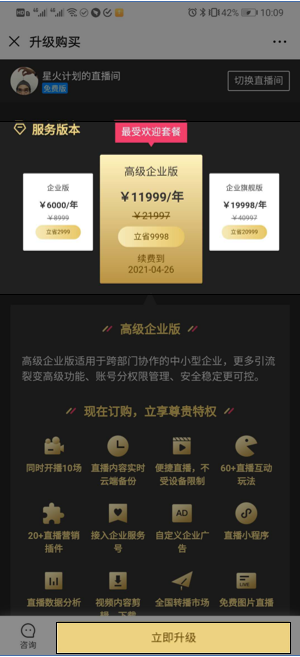 42% 10:09
升级购买
星火计划的直播间
免费版
切换直播间
服务版本
最受欢迎套餐
企业版
¥6000/年
¥8999
立省2999
高级企业版
¥11999/年
¥21997
立省9998
续费到
2021-04-26
企业旗舰版
¥19998/年
¥40997
立省20999
高级企业版
高级企业版适用于跨部门协作的中小型企业，更多引流
裂变高级功能、账号分权限管理、安全稳定更可控。
现在订购，立享尊贵特权
同时开播10场
直播内容实时
云端备份
便捷直播，不
受设备限制
60+直播互动
玩法
20+直播营销
插件
接入企业服务
号
AD
自定义企业广
告
直播小程序
直播数据分析
视频内容剪
辑、下载
全国转播市场
LIVE
免费图片直播
咨询
立即升级